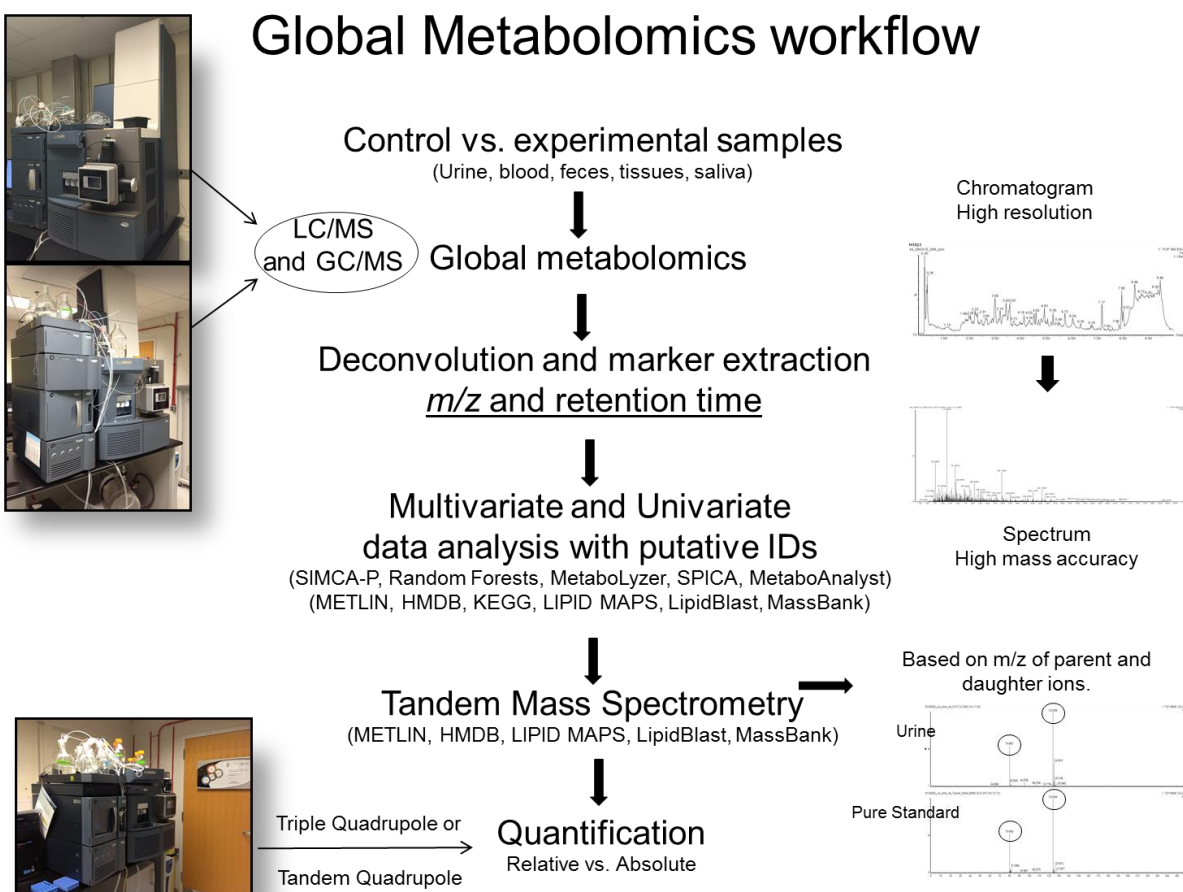 Global Metabolomics workflow
Control vs. experimental samples
(Urine, blood, feces, tissues, saliva)
LC/MS
and GC/MS
Global metabolomics
Deconvolution and marker extraction
m/z and retention time
Multivariate and Univariate
data analysis with putative IDs
(SIMCA-P, Random Forests, MetaboLyzer, SPICA, MetaboAnalyst)
(METLIN, HMDB, KEGG, LIPID MAPS, LipidBlast, MassBank)
Tandem Mass Spectrometry
(METLIN, HMDB, LIPID MAPS, LipidBlast, MassBank)
Triple Quadrupole or
Tandem Quadrupole
Quantification
Relative vs. Absolute
Chromatogram
High resolution
Spectrum
High mass accuracy
Based on m/z of parent and
daughter ions.
Urine
Pure Standard